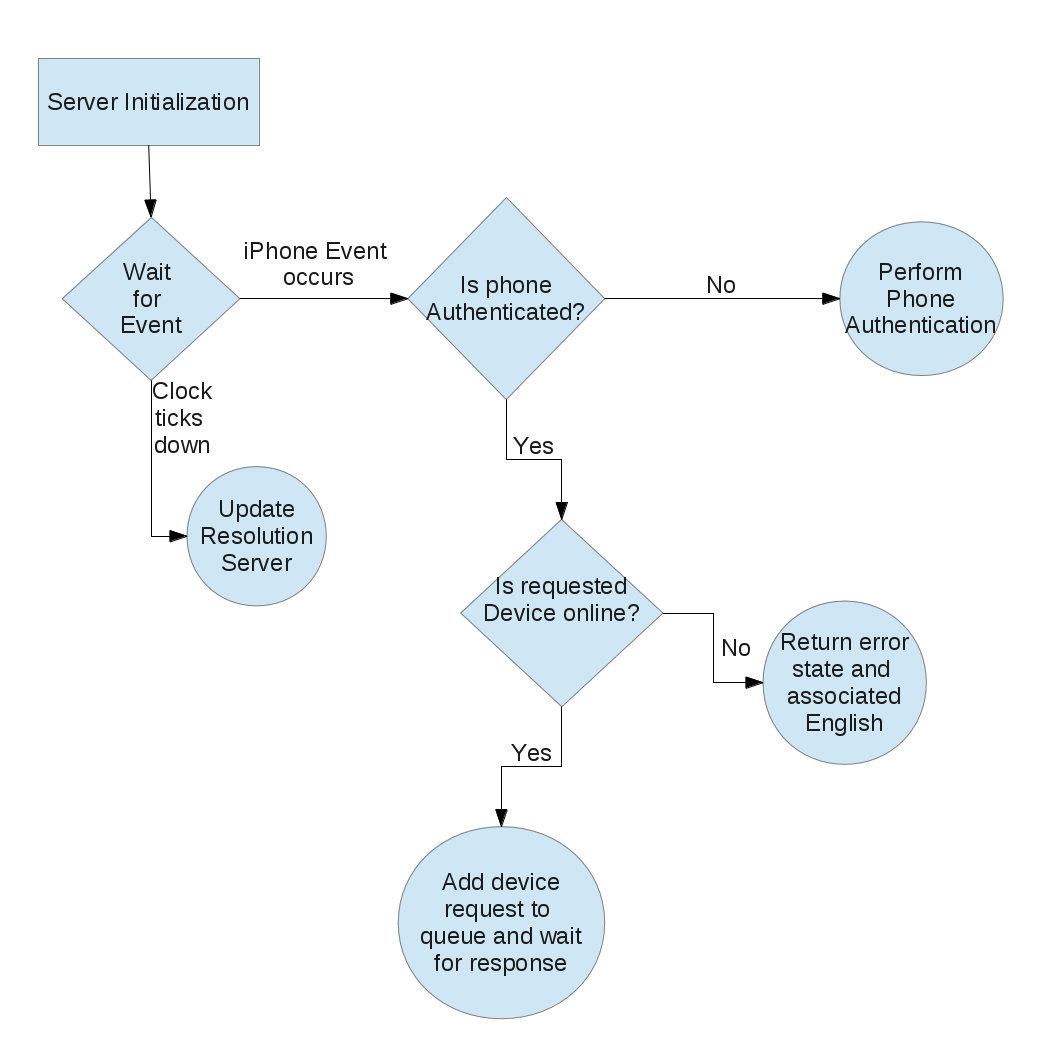 Server Initialization
Wait
for
Event
iPhone Event
occurs
Is phone
Authenticated?
No
Perform
Phone
Authentication
Clock
ticks
down
Update
Resolution
Server
Yes
Is requested
Device online?
No
Return error
state and
associated
English
Yes
Add device
request to
queue and wait
for response